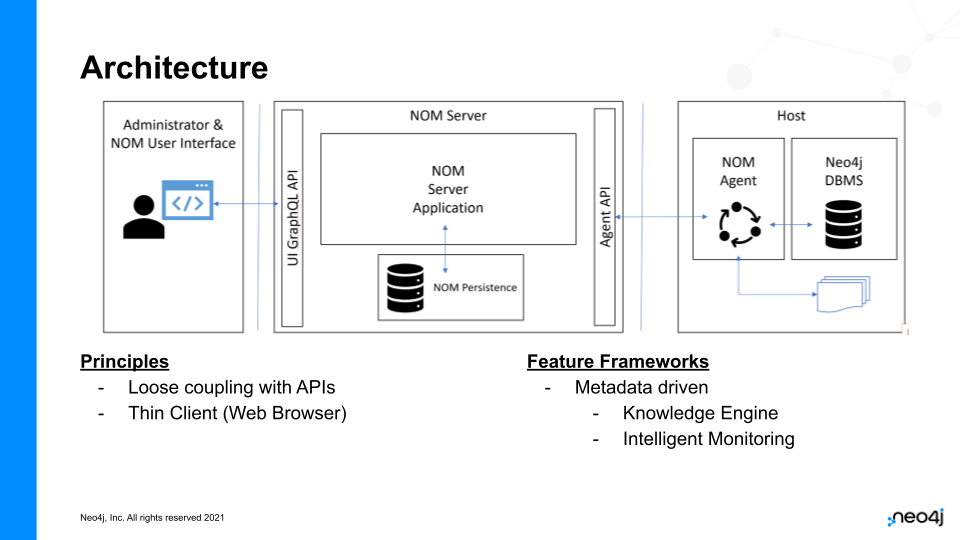 Architecture
Administrator &
NOM User Interface
</>
UI GraphQL API
NOM Server
NOM
Server
Application
NOM Persistence
Agent API
Host
NOM
Agent
Neo4j
DBMS
Principles
- Loose coupling with APIs
- Thin Client (Web Browser)
Feature Frameworks
- Metadata driven
- Knowledge Engine
- Intelligent Monitoring
Neo4j, Inc. All rights reserved 2021
neo4j